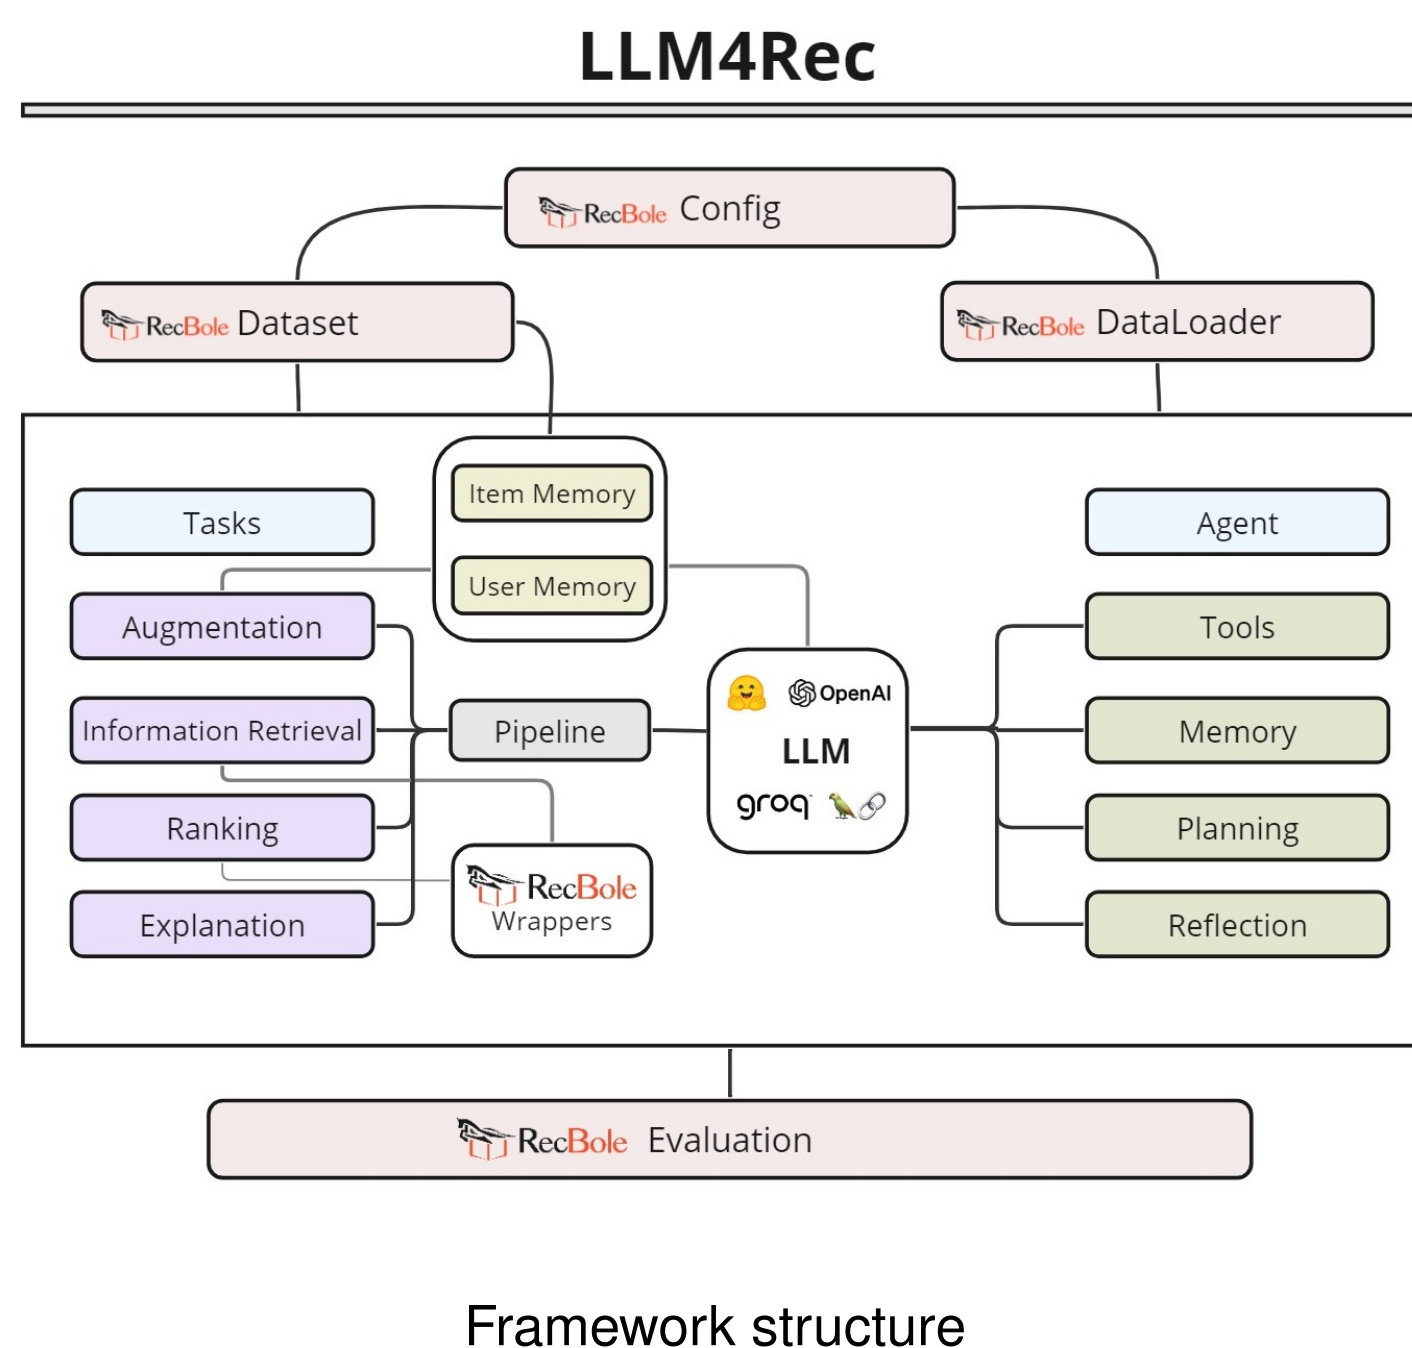 LLM4Rec
RecBole Config
RecBole Dataset
RecBole DataLoader
Item Memory
User Memory
Tasks
Augmentation
Information Retrieval
Ranking
Explanation
Pipeline
RecBole
Wrappers
OpenAI
LLM
groq
Agent
Tools
Memory
Planning
Reflection
RecBole Evaluation
Framework structure